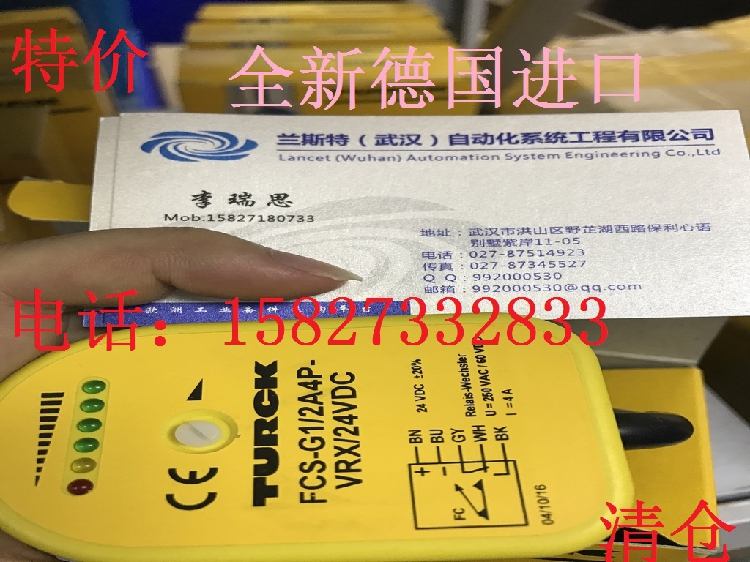 特价
全新德国进口
兰斯特（武汉）自动化系统工程有限公司
Lancet (Wuhan) Automation System Engineering Co.,Ltd
李瑞思
Mob:15827180733
地址：武汉市洪山区野芷湖西路保利心语
别墅紫岸11-05
电话：027-87514923
传真：027-87345527
Q Q：992000530
邮箱：992000530@qq.com
电话：15827332833
TURCK
FCS-G1/2A4P-
VRX/24VDC
CE
24 VDC ±20%
Relais-Wechsler
U = 250 VAC / 60 VD
I = 4 A
BN
BU
GY
WH
BK
+
-
FC
04/10/16
清仓